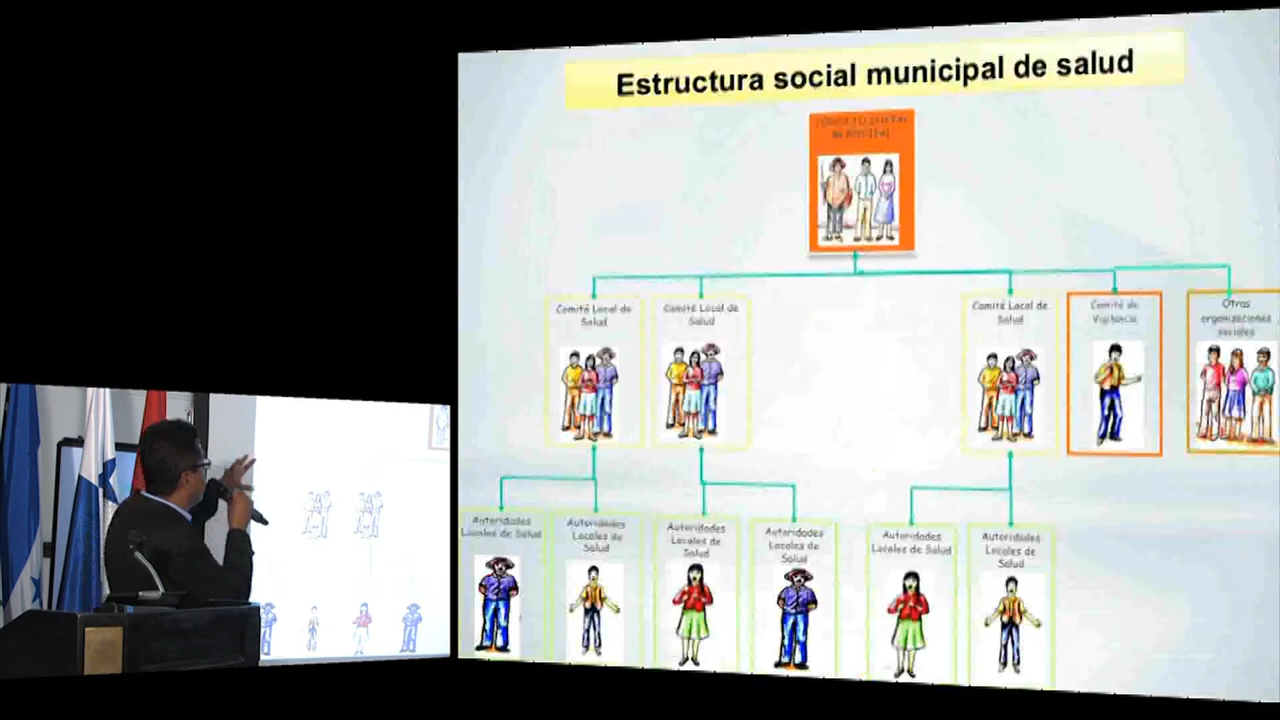 Estructura social municipal de salud
Comité Local de
Salud
Comité Local de
Salud
Comité Local de
Salud
Comité de
Vigilancia
Otras
organizaciones
sociales
Autoridades
Locales de Salud
Autoridades
Locales de
Salud
Autoridades
Locales de
Salud
Autoridades
Locales de
Salud
Autoridades
Locales de Salud
Autoridades
Locales de
Salud